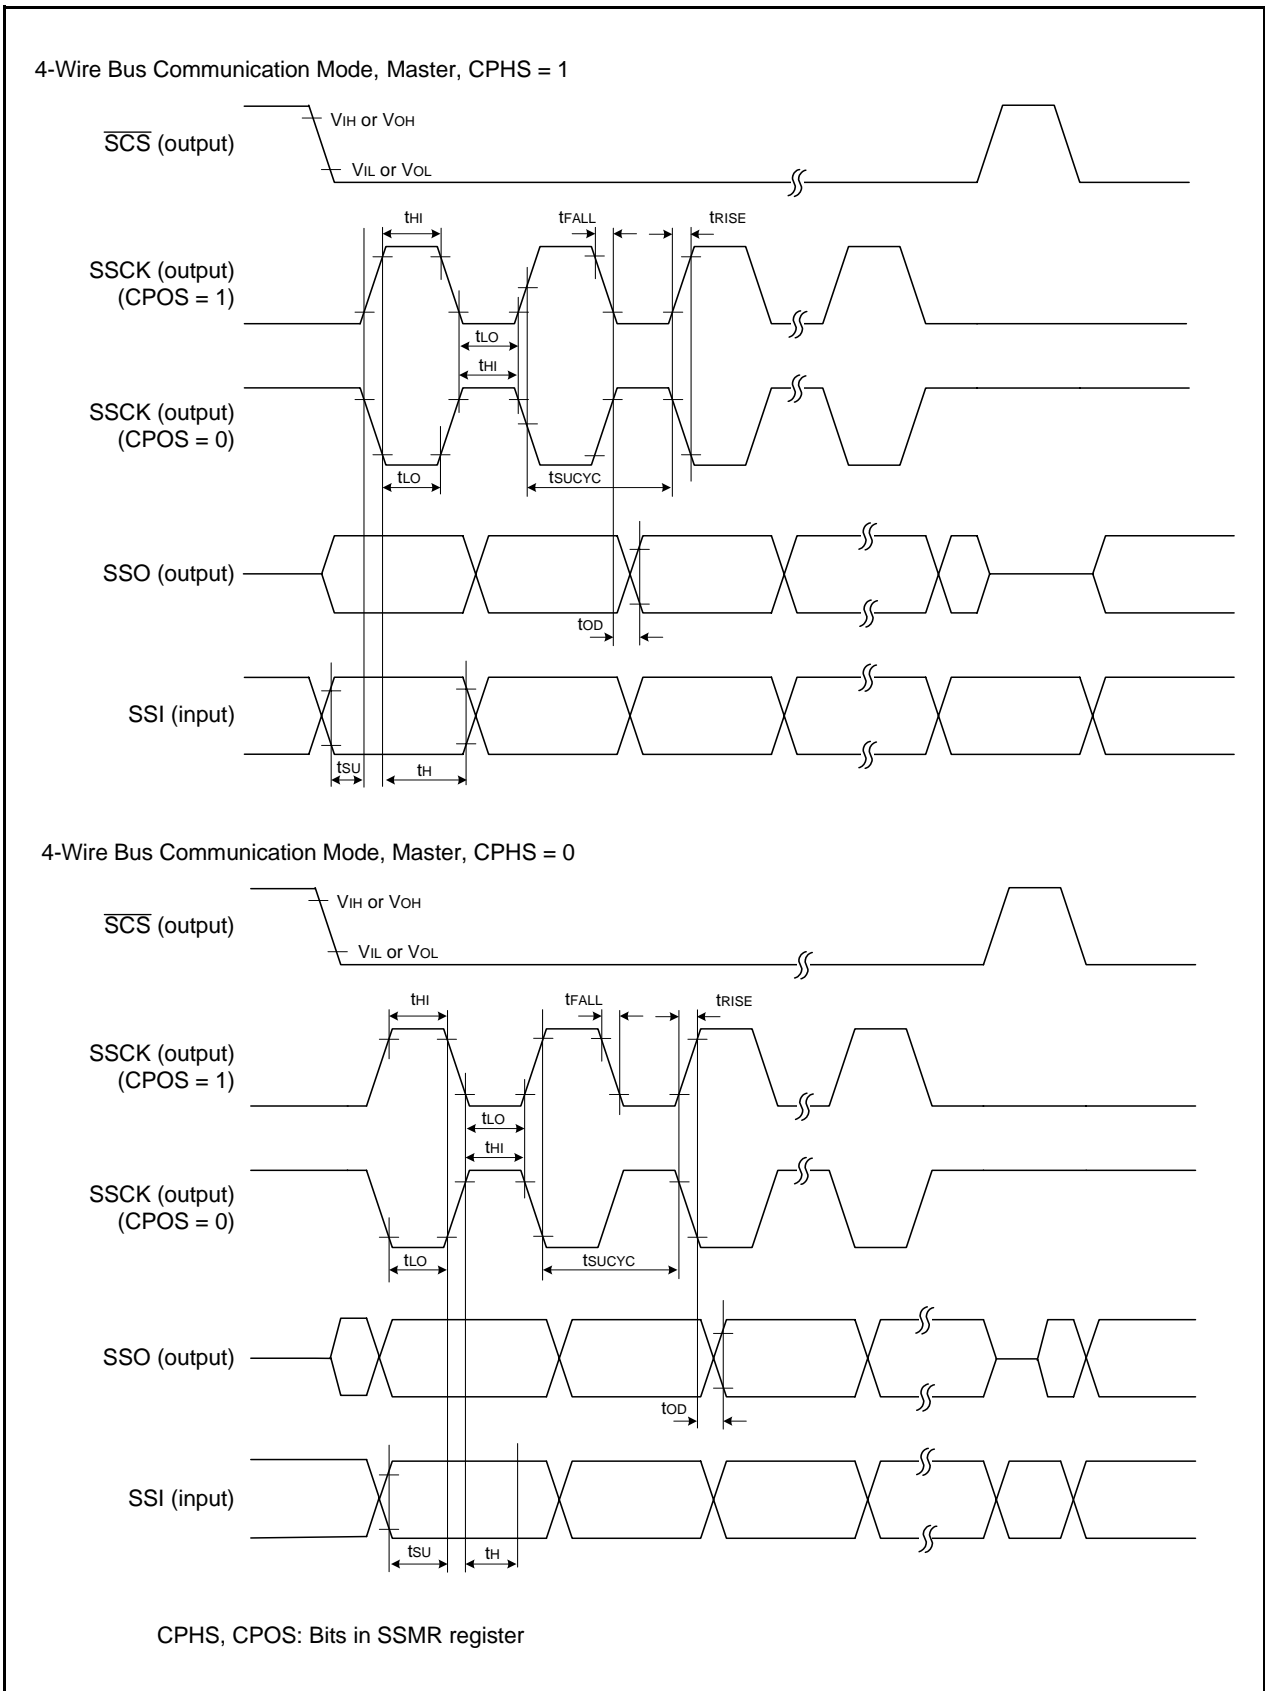 4-Wire Bus Communication Mode, Master, CPHS = 1
SCS (output)
VIH or VOH
VIL or VOL
tHI
tFALL
tRISE
SSCK (output)
(CPOS = 1)
tLO
tHI
SSCK (output)
(CPOS = 0)
tLO
tSUCYC
SSO (output)
tOD
SSI (input)
tSU
tH
4-Wire Bus Communication Mode, Master, CPHS = 0
SCS (output)
VIH or VOH
VIL or VOL
tHI
tFALL
tRISE
SSCK (output)
(CPOS = 1)
tLO
tHI
SSCK (output)
(CPOS = 0)
tLO
tSUCYC
SSO (output)
tOD
SSI (input)
tSU
tH
CPHS, CPOS: Bits in SSMR register